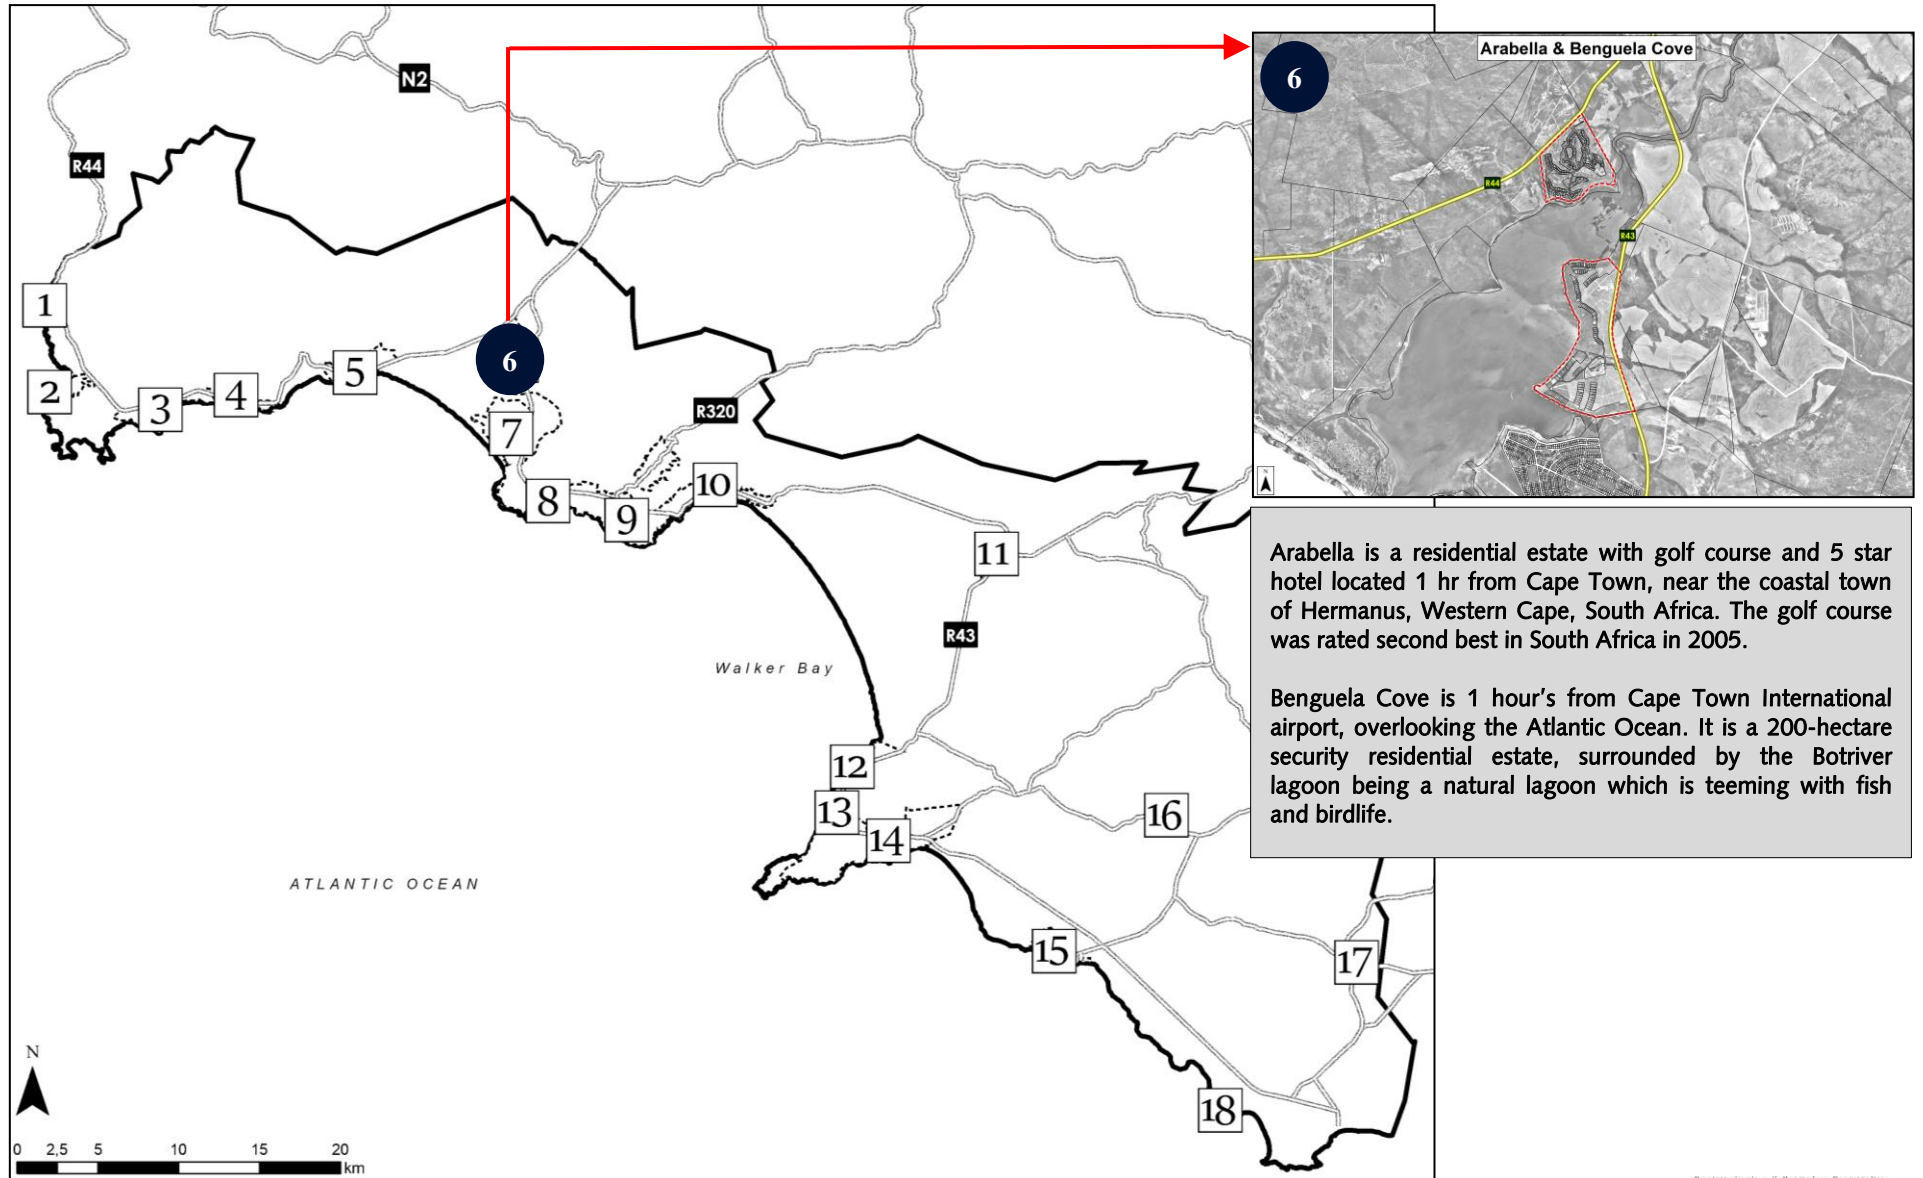 N2
R44
1
2
3
4
5
6
7
8
9
10
R320
11
R43
Walker Bay
12
13
14
16
ATLANTIC OCEAN
15
17
18
N
0 2,5 5 10 15 20
km
6
Arabella & Benguela Cove
R44
R43
N
Arabella is a residential estate with golf course and 5 star
hotel located 1 hr from Cape Town, near the coastal town
of Hermanus, Western Cape, South Africa. The golf course
was rated second best in South Africa in 2005.
Benguela Cove is 1 hour's from Cape Town International
airport, overlooking the Atlantic Ocean. It is a 200-hectare
security residential estate, surrounded by the Botriver
lagoon being a natural lagoon which is teeming with fish
and birdlife.